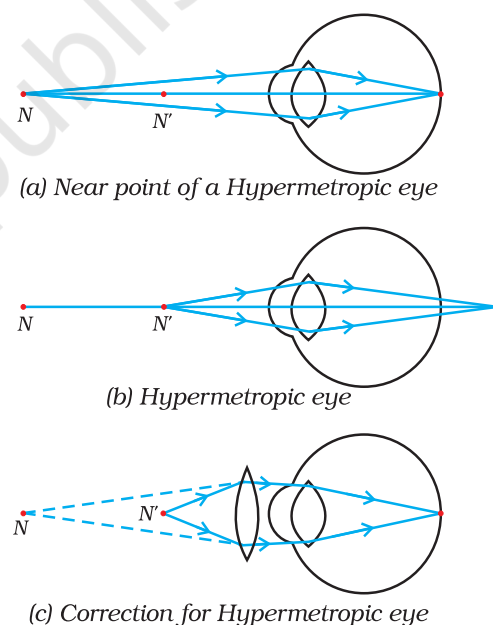 N
N′
(a) Near point of a Hypermetropic eye
N
N′
(b) Hypermetropic eye
N
N′
(c) Correction for Hypermetropic eye